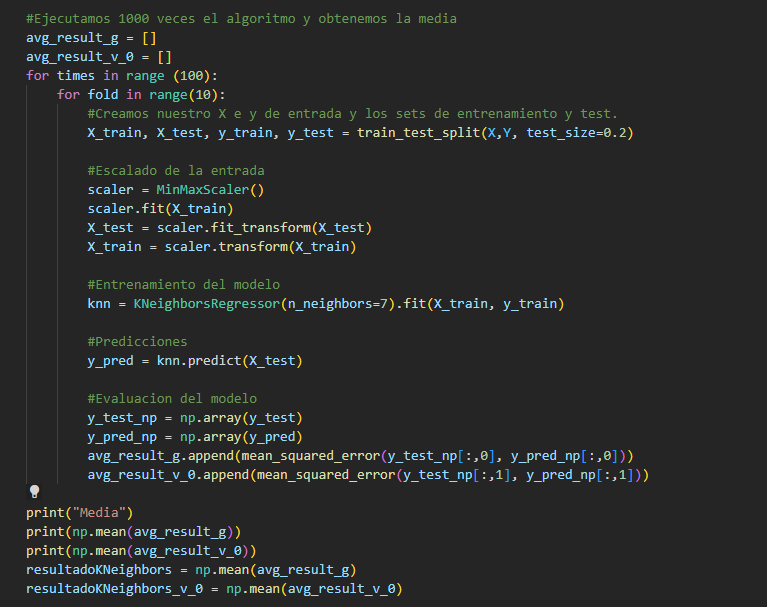 #Ejecutamos 1000 veces el algoritmo y obtenemos la media
avg_result_g = []
avg_result_v_0 = []
for times in range (100):
    for fold in range(10):
        #Creamos nuestro X e y de entrada y los sets de entrenamiento y test.
        X_train, X_test, y_train, y_test = train_test_split(X,Y, test_size=0.2)

        #Escalado de la entrada
        scaler = MinMaxScaler()
        scaler.fit(X_train)
        X_test = scaler.fit_transform(X_test)
        X_train = scaler.transform(X_train)

        #Entrenamiento del modelo
        knn = KNeighborsRegressor(n_neighbors=7).fit(X_train, y_train)

        #Predicciones
        y_pred = knn.predict(X_test)

        #Evaluacion del modelo
        y_test_np = np.array(y_test)
        y_pred_np = np.array(y_pred)
        avg_result_g.append(mean_squared_error(y_test_np[:,0], y_pred_np[:,0]))
        avg_result_v_0.append(mean_squared_error(y_test_np[:,1], y_pred_np[:,1]))

print("Media")
print(np.mean(avg_result_g))
print(np.mean(avg_result_v_0))
resultadoKNeighbors = np.mean(avg_result_g)
resultadoKNeighbors_v_0 = np.mean(avg_result_v_0)